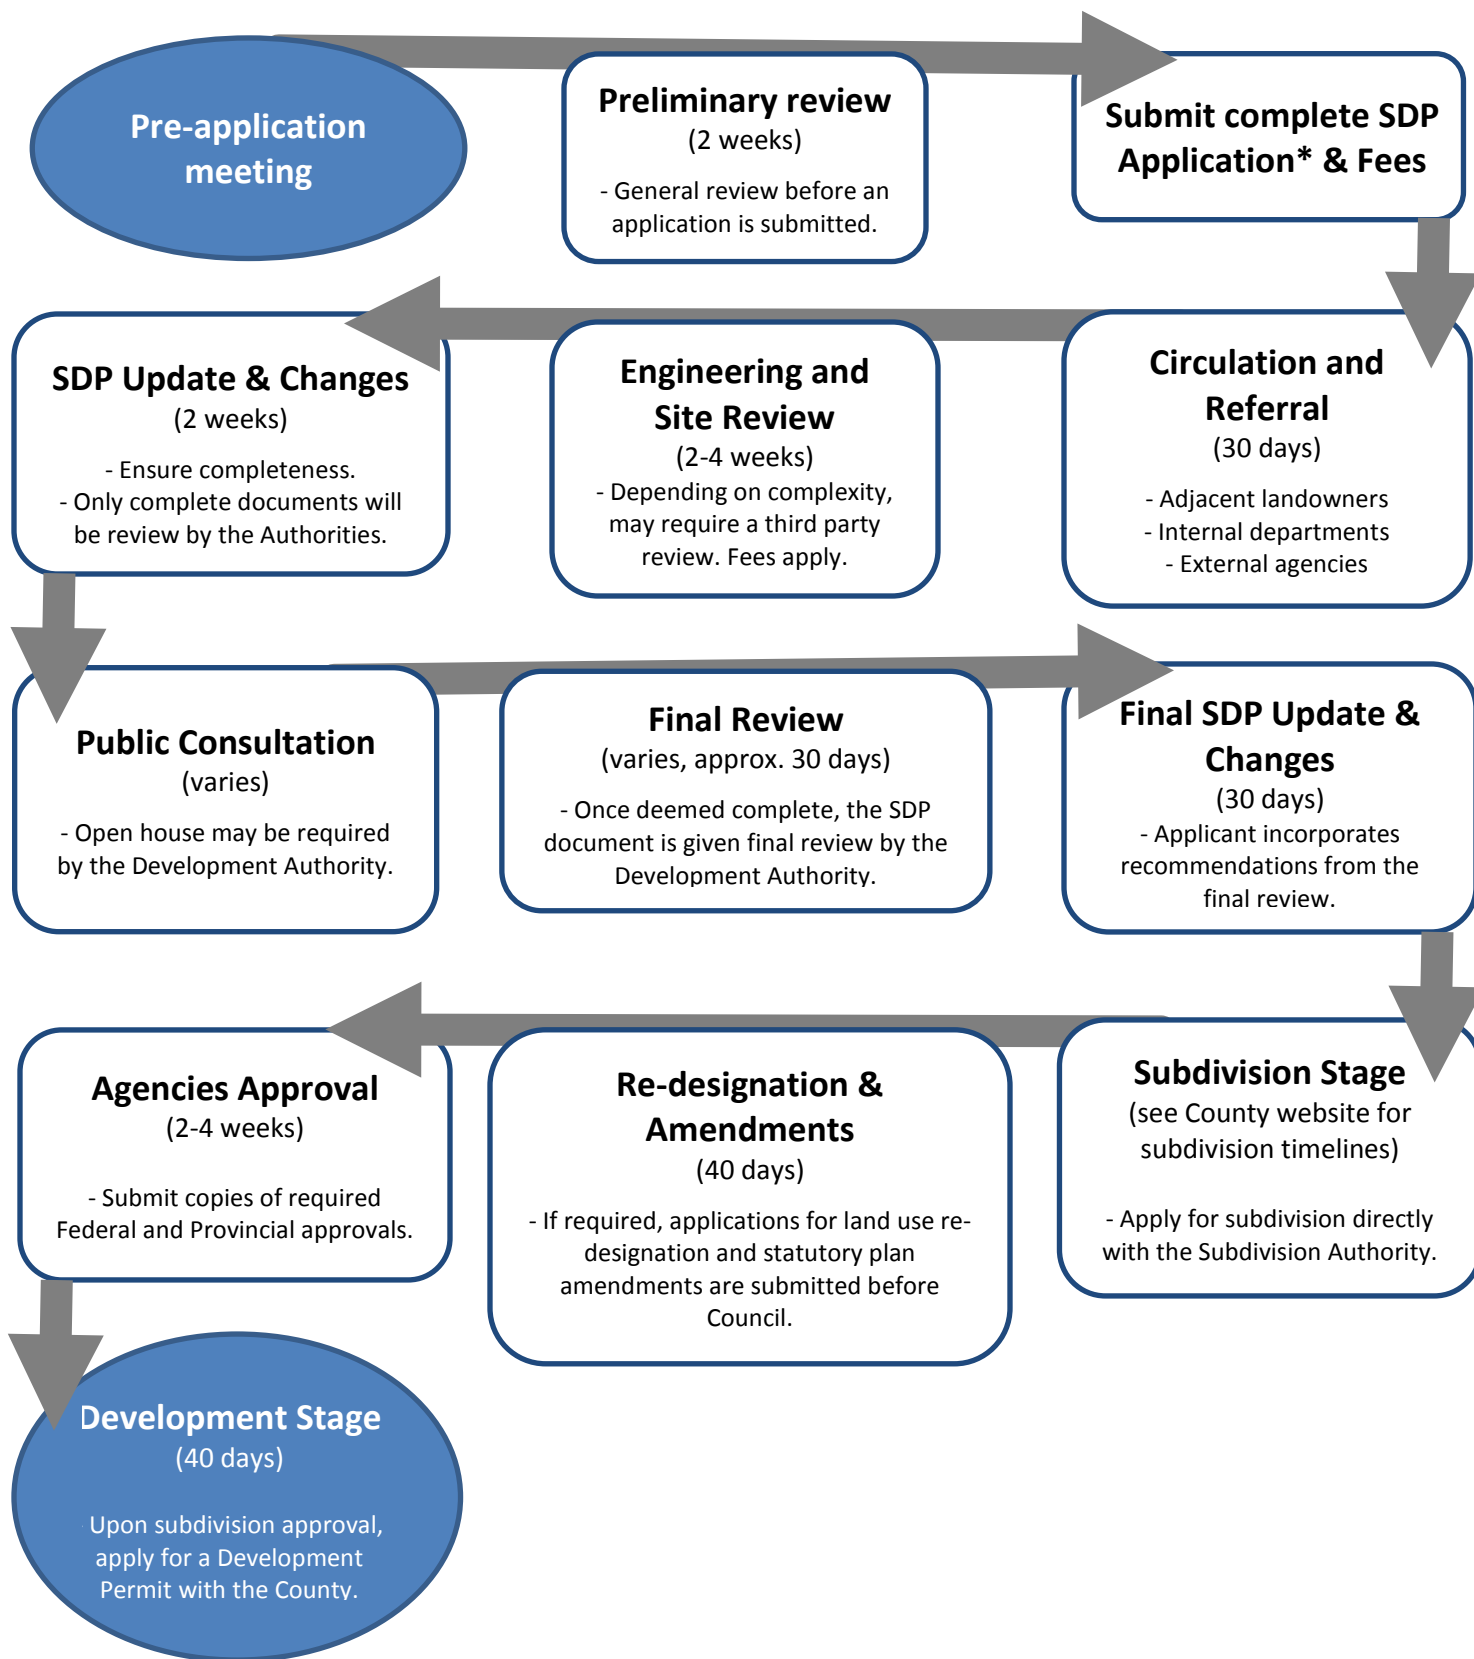 Pre-application
meeting
Preliminary review
(2 weeks)
- General review before an
application is submitted.
Submit complete SDP
Application* & Fees
SDP Update & Changes
(2 weeks)
- Ensure completeness.
- Only complete documents will
be review by the Authorities.
Engineering and
Site Review
(2-4 weeks)
- Depending on complexity,
may require a third party
review. Fees apply.
Circulation and
Referral
(30 days)
- Adjacent landowners
- Internal departments
- External agencies
Public Consultation
(varies)
- Open house may be required
by the Development Authority.
Final Review
(varies, approx. 30 days)
- Once deemed complete, the SDP
document is given final review by the
Development Authority.
Final SDP Update &
Changes
(30 days)
- Applicant incorporates
recommendations from the
final review.
Agencies Approval
(2-4 weeks)
- Submit copies of required
Federal and Provincial approvals.
Re-designation &
Amendments
(40 days)
- If required, applications for land use re-
designation and statutory plan
amendments are submitted before
Council.
Subdivision Stage
(see County website for
subdivision timelines)
- Apply for subdivision directly
with the Subdivision Authority.
Development Stage
(40 days)
Upon subdivision approval,
apply for a Development
Permit with the County.